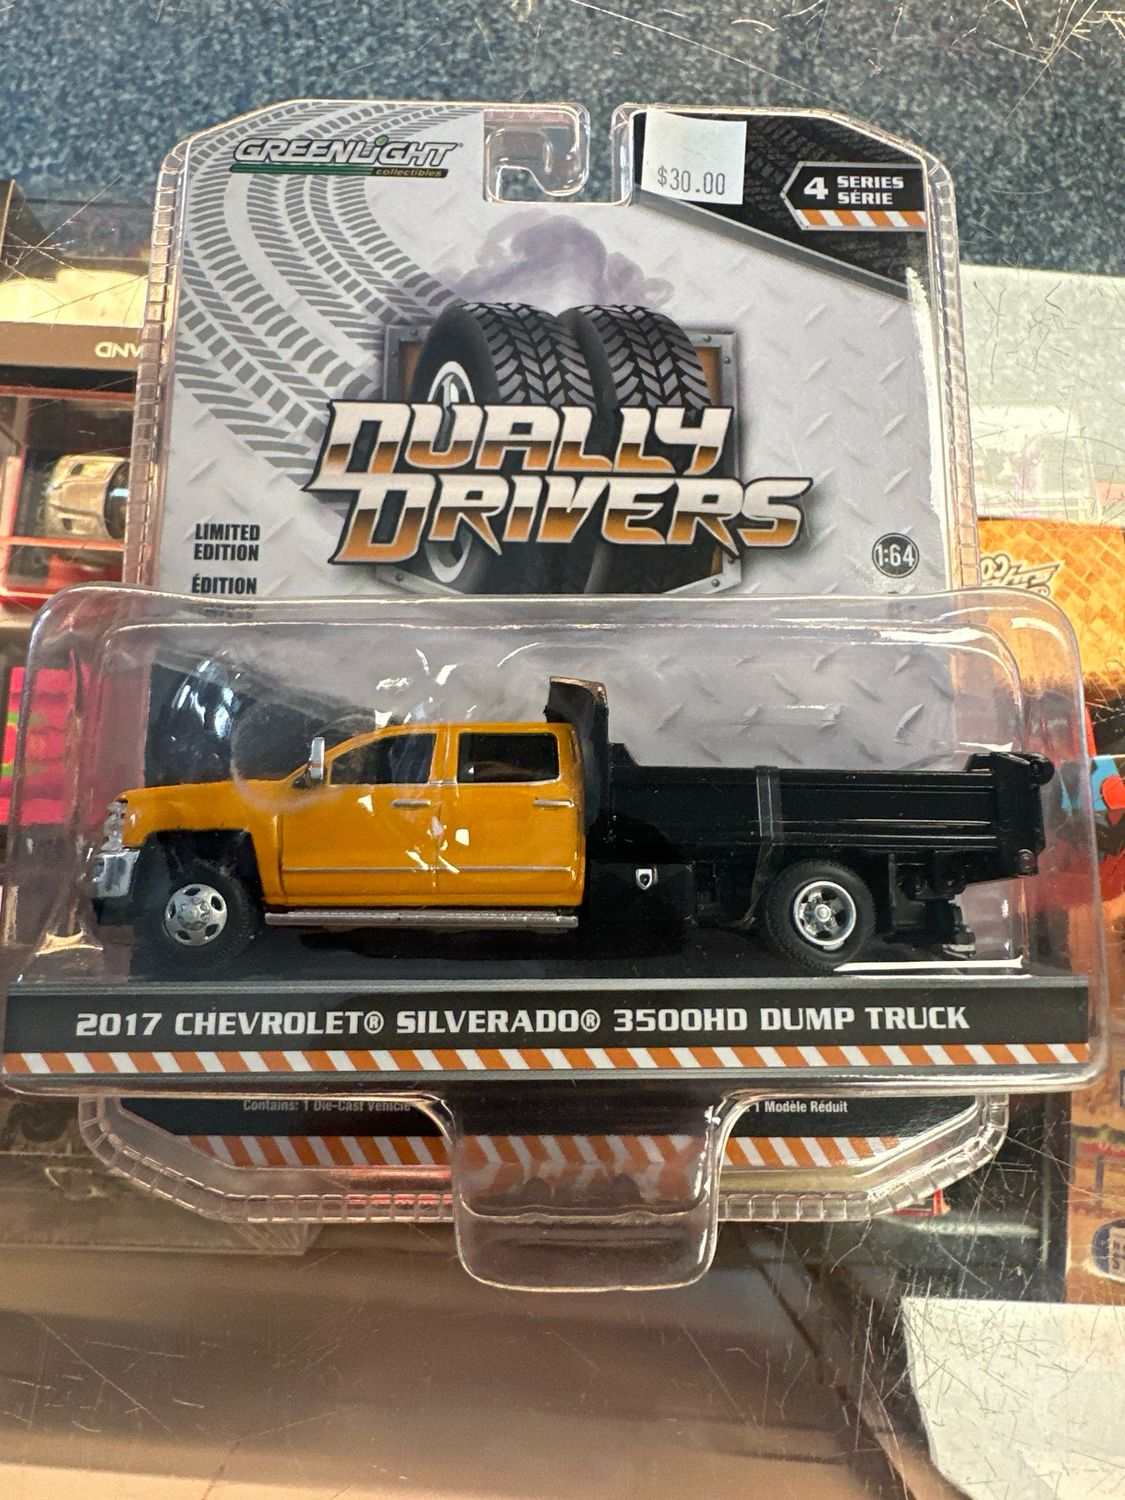 GREENLiGHT
collectibles
$30.00
4 SERIES
SÉRIE
DUALLY
DRIVERS
LIMITED
EDITION
ÉDITION
1:64
2017 CHEVROLET® SILVERADO® 3500HD DUMP TRUCK
Contains: 1 Die-Cast Vehicle
1 Modèle Réduit